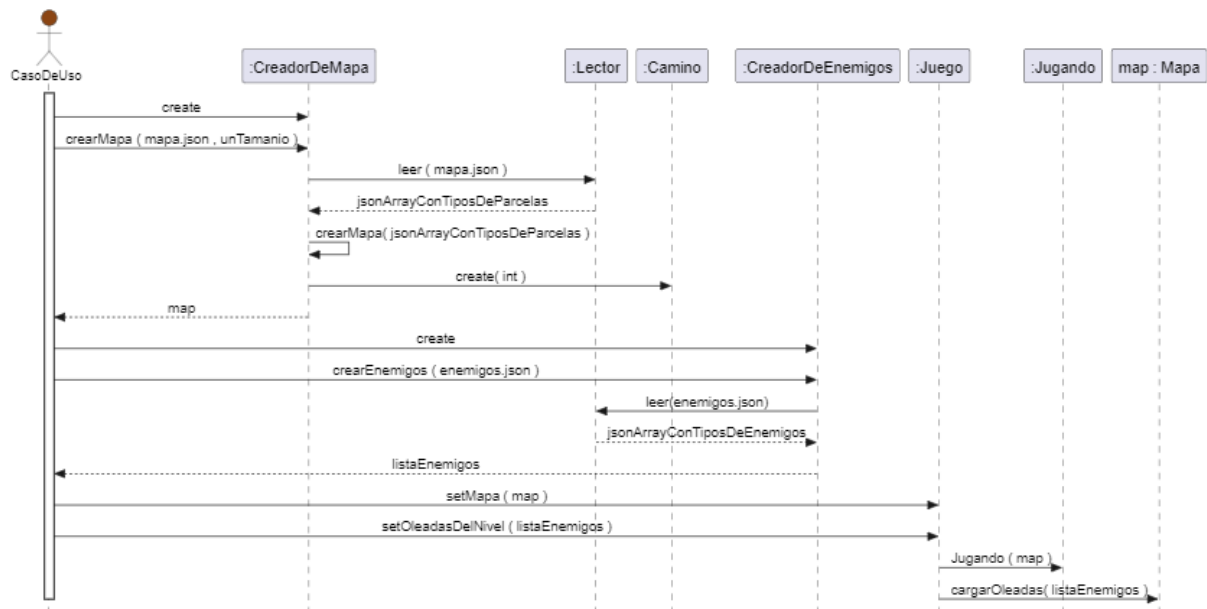 CasoDeUso
:CreadorDeMapa
:Lector
:Camino
:CreadorDeEnemigos
:Juego
:Jugando
map : Mapa
create
crearMapa ( mapa.json , unTamanio )
leer ( mapa.json )
jsonArrayConTiposDeParcelas
crearMapa( jsonArrayConTiposDeParcelas )
create( int )
map
create
crearEnemigos ( enemigos.json )
leer(enemigos.json)
jsonArrayConTiposDeEnemigos
listaEnemigos
setMapa ( map )
setOleadasDelNivel ( listaEnemigos )
Jugando ( map )
cargarOleadas( listaEnemigos )